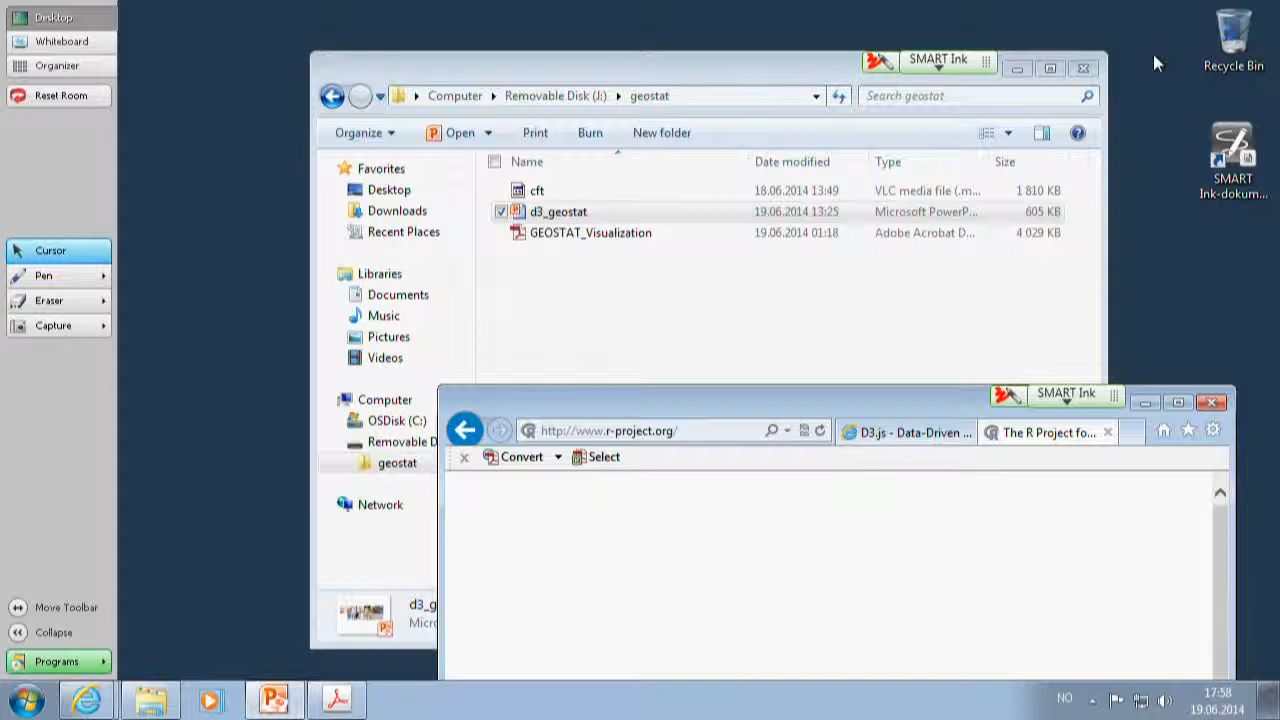 Desktop
Whiteboard
Organizer
Reset Room
Cursor
Pen
Eraser
Capture
Move Toolbar
Collapse
Programs
SMART Ink
Computer Removable Disk (J:) geostat
Search geostat
Organize Open Print Burn New folder
Name Date modified Type Size
cft 18.06.2014 13:49 VLC media file (.m... 1 810 KB
d3_geostat 19.06.2014 13:25 Microsoft PowerP... 605 KB
GEOSTAT_Visualization 19.06.2014 01:18 Adobe Acrobat D... 4 029 KB
Favorites
Desktop
Downloads
Recent Places
Libraries
Documents
Music
Pictures
Videos
Computer
OSDisk (C:)
Removable D
geostat
Network
d3_g
Micro
SMART Ink
http://www.r-project.org/
D3.js - Data-Driven ...
The R Project fo...
Convert Select
Recycle Bin
SMART
Ink-dokum...
NO
17:58
19.06.2014